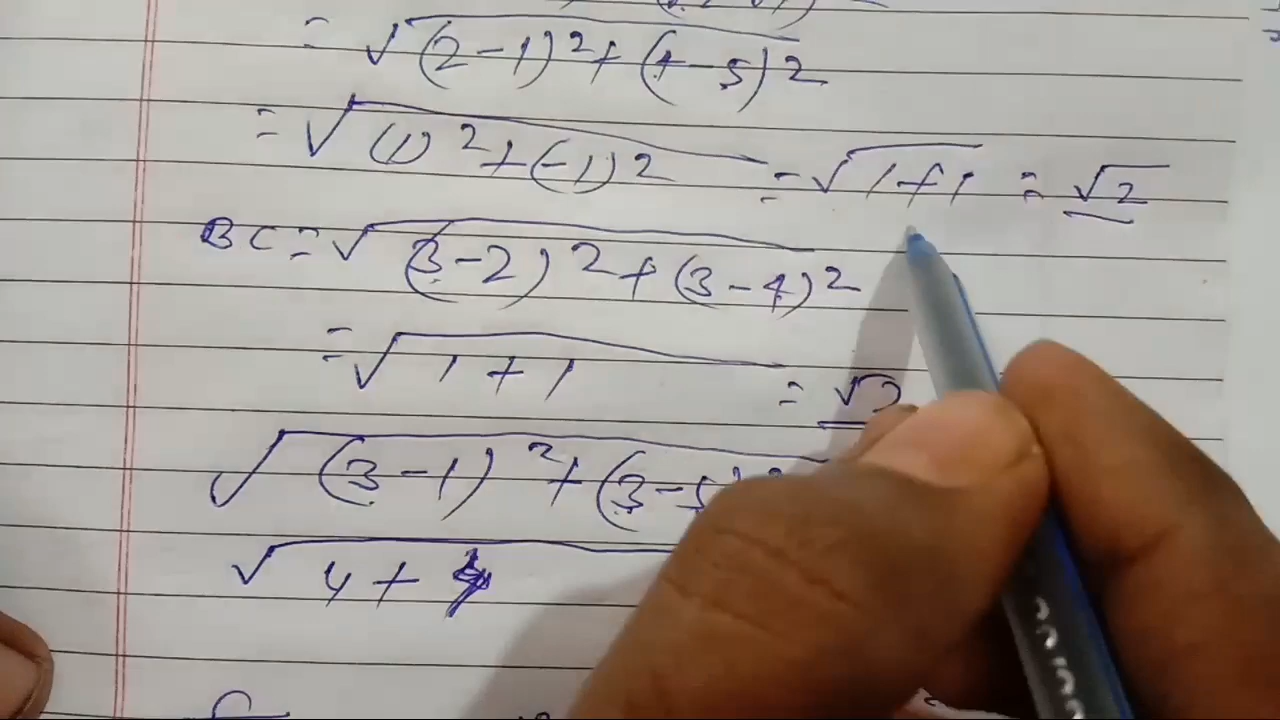 = √(2-1)²+(4-5)²
= √(1)²+(-1)² = √1+1 = √2
BC = √(3-2)²+(3-4)²
= √1+1 = √2
√(3-1)²+(3-5)²
√4+4